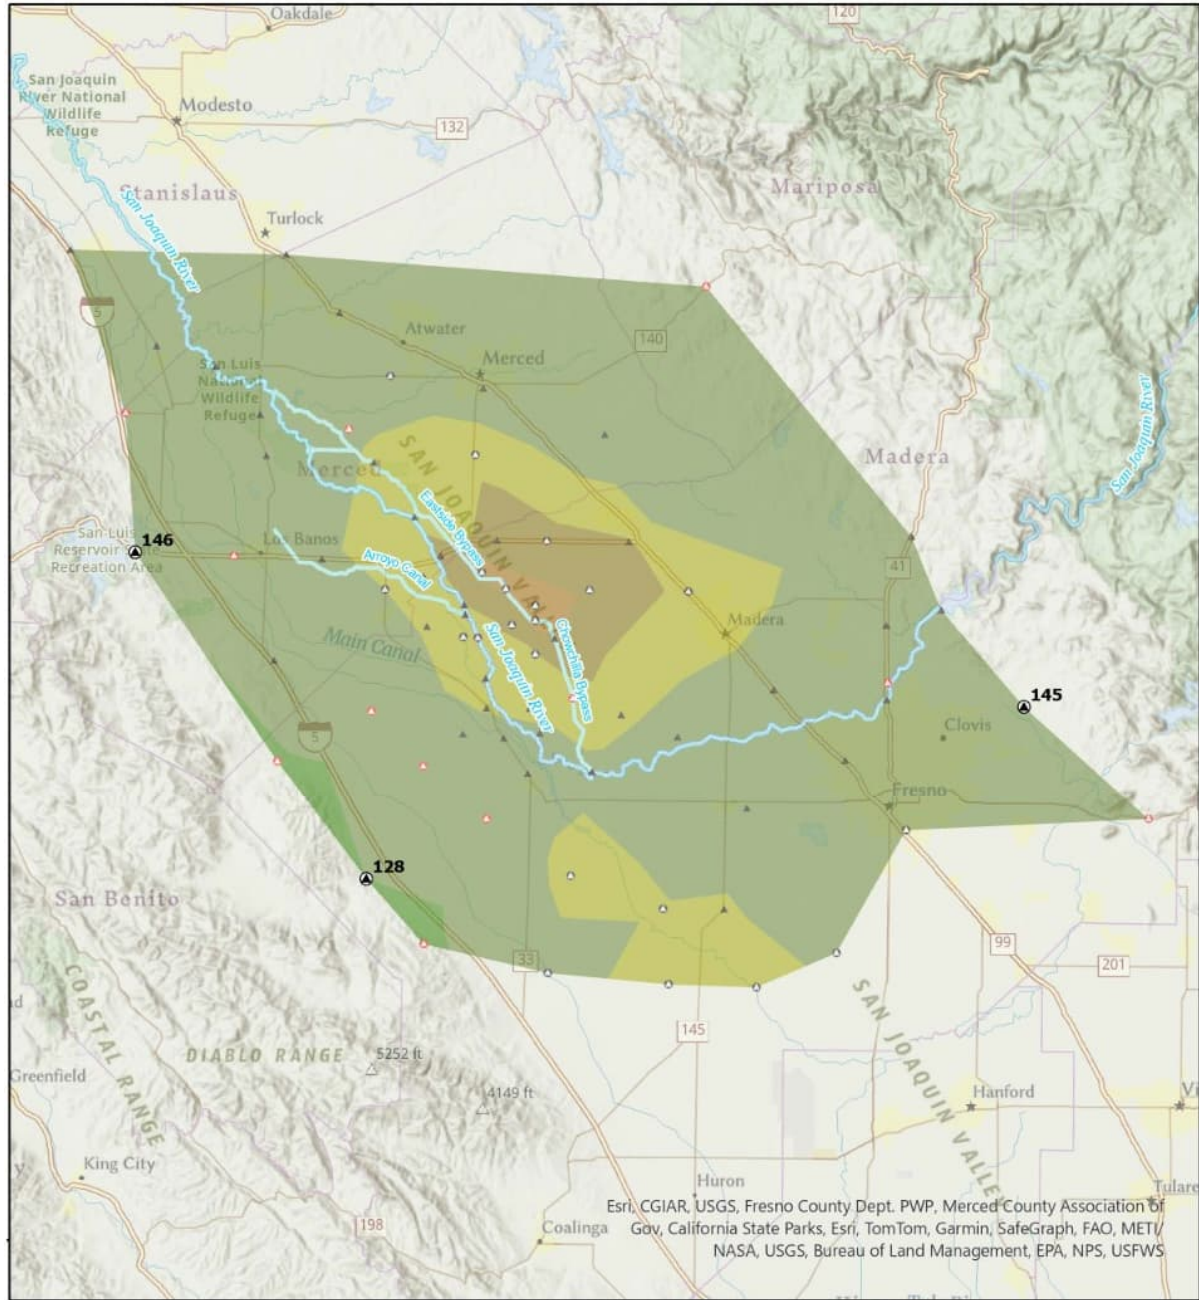 Oakdale
120
San Joaquin
River National
Wildlife
Refuge
Modesto
132
Stanislaus
Mariposa
San Joaquin River
Turlock
5
Atwater
140
Merced
San Luis
National
Wildlife
Refuge
San Joaquin River
Madera
Merced
SAN JOAQUIN VALLEY
Eastside Bypass
146
San Luis
Reservoir State
Recreation Area
Los Banos
Arroyo Canal
41
Madera
Main Canal
San Joaquin River
Chowchilla Bypass
145
Clovis
5
Fresno
128
San Benito
33
99
201
145
COASTAL RANGE
DIABLO RANGE
5252 ft
4149 ft
SAN JOAQUIN VALLEY
Greenfield
Hanford
King City
Huron
Tulare
198
Coalinga
Esri, CGIAR, USGS, Fresno County Dept. PWP, Merced County Association of
Gov, California State Parks, Esri, TomTom, Garmin, SafeGraph, FAO, METI/
NASA, USGS, Bureau of Land Management, EPA, NPS, USFWS